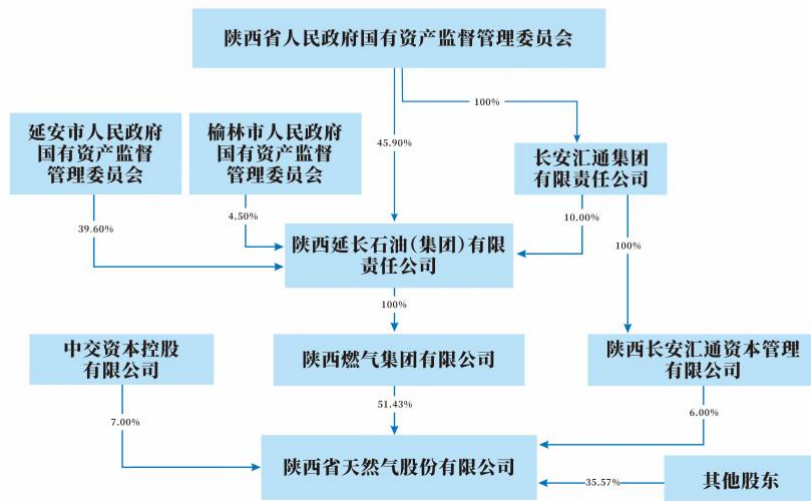 陕西省人民政府国有资产监督管理委员会
100%
延安市人民政府
国有资产监督
管理委员会
榆林市人民政府
国有资产监督
管理委员会
45.90%
长安汇通集团
有限责任公司
4.50%
10.00%
39.60%
陕西延长石油(集团)有限
责任公司
100%
100%
中交资本控股
有限公司
陕西燃气集团有限公司
陕西长安汇通资本管理
有限公司
51.43%
7.00%
6.00%
陕西省天然气股份有限公司
35.57%
其他股东